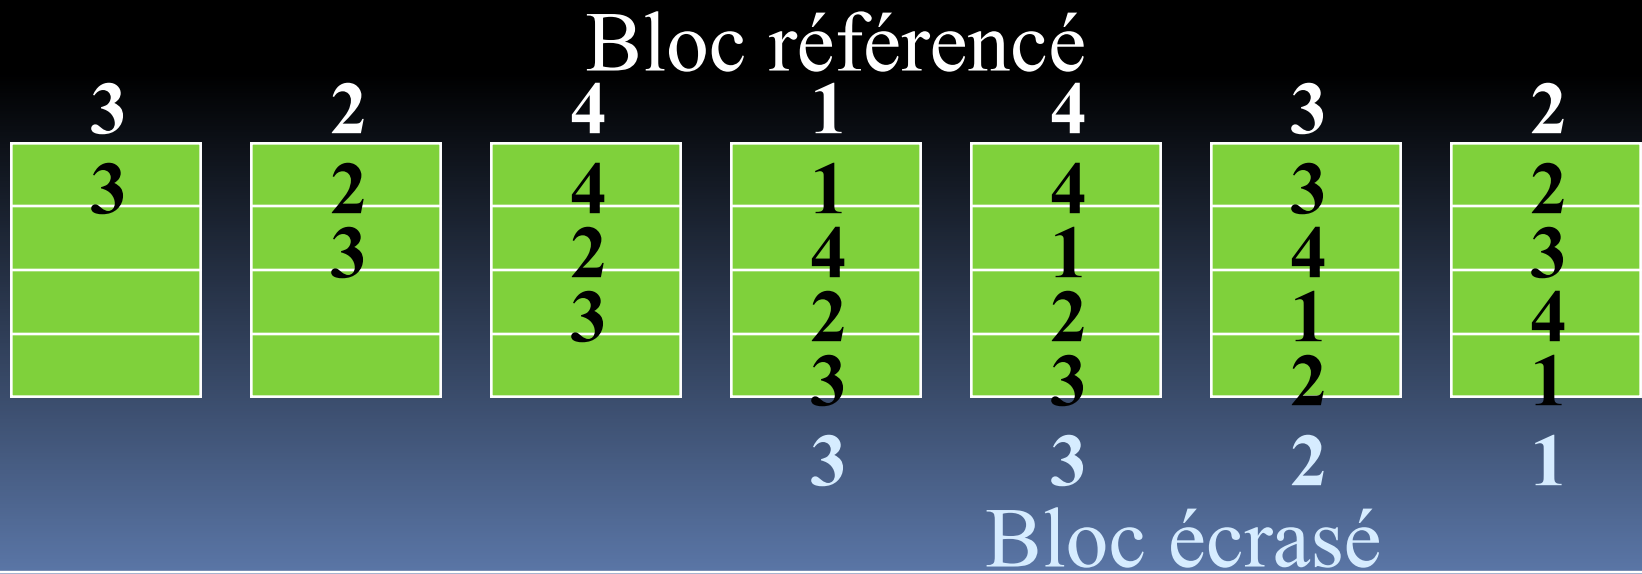 Bloc référencé
3 2 4 1 4 3 2
3 2 4 1 4 3 2
3 2 4 1 4 3
3 2 2 1 4
3 3 2 1
3 3 2 1
Bloc écrasé